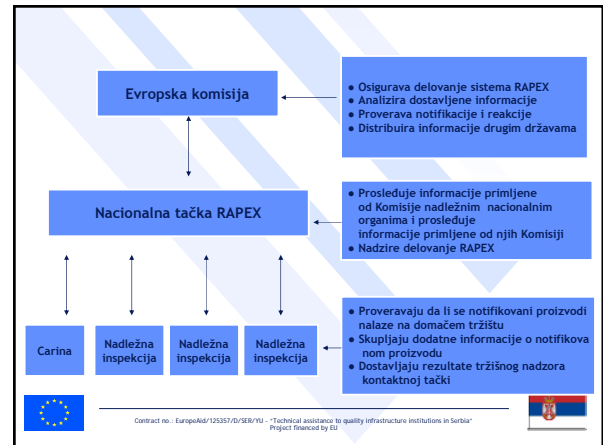 Evropska komisija
● Osigurava delovanje sistema RAPEX
● Analizira dostavljene informacije
● Proverava notifikacije i reakcije
● Distribuira informacije drugim državama
Nacionalna tačka RAPEX
● Prosleđuje informacije primljene
od Komisije nadležnim nacionalnim
organima i prosleđuje
informacije primljene od njih Komisiji
● Nadzire delovanje RAPEX
Carina
Nadležna
inspekcija
Nadležna
inspekcija
Nadležna
inspekcija
● Proveravaju da li se notifikovani proizvodi
nalaze na domačem tržištu
● Skupljaju dodatne informacije o notifikova
nom proizvodu
● Dostavljaju rezultate tržišnog nadzora
kontaktnoj tački
Contract no.: EuropeAid/125357/D/SER/YU - "Technical assistance to quality infrastructure institutions in Serbia"
Project financed by EU